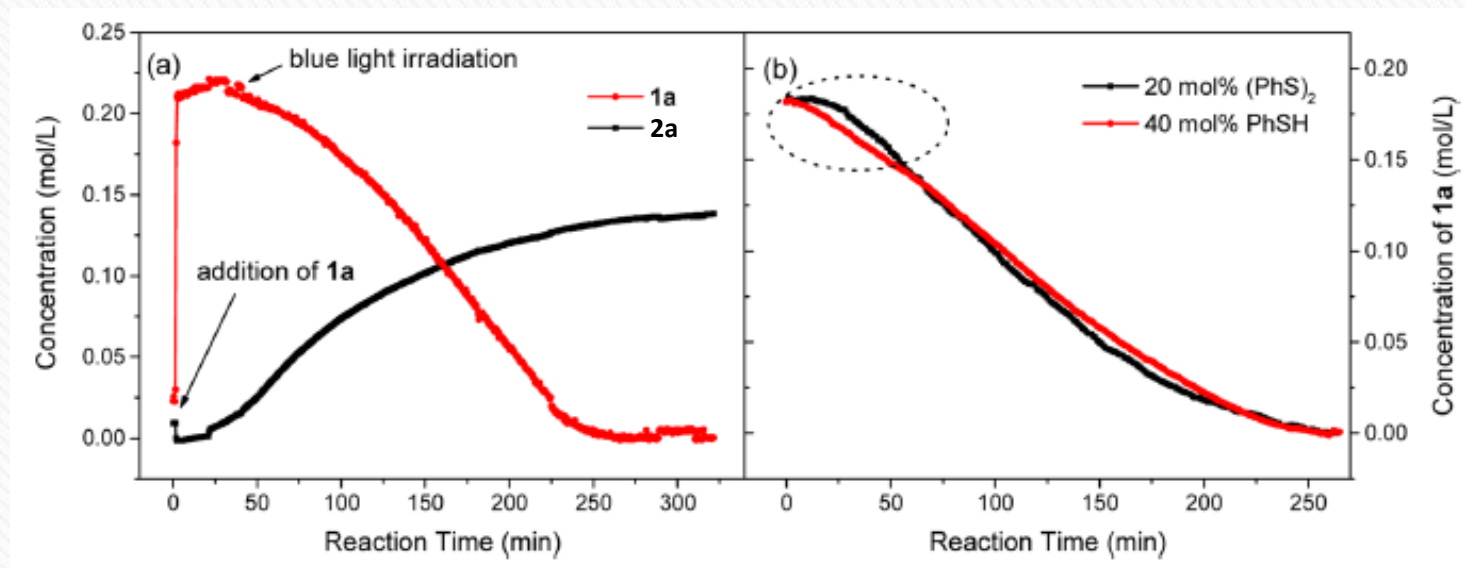 (a)
blue light irradiation
1a
2a
addition of 1a
0.25
0.20
0.15
0.10
0.05
0.00
Concentration (mol/L)
0 50 100 150 200 250 300
Reaction Time (min)
(b)
20 mol% (PhS)2
40 mol% PhSH
0 50 100 150 200 250
Reaction Time (min)
0.20
0.15
0.10
0.05
0.00
Concentration of 1a (mol/L)